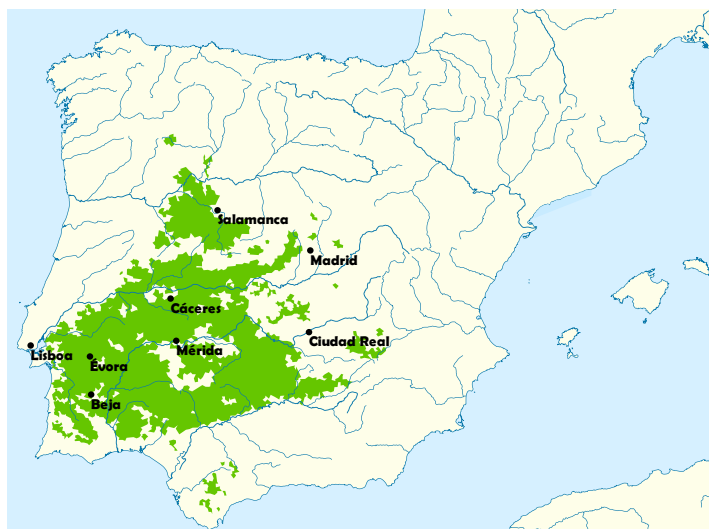 Salamanca
Madrid
Cáceres
Ciudad Real
Lisboa
Mérida
Évora
Beja